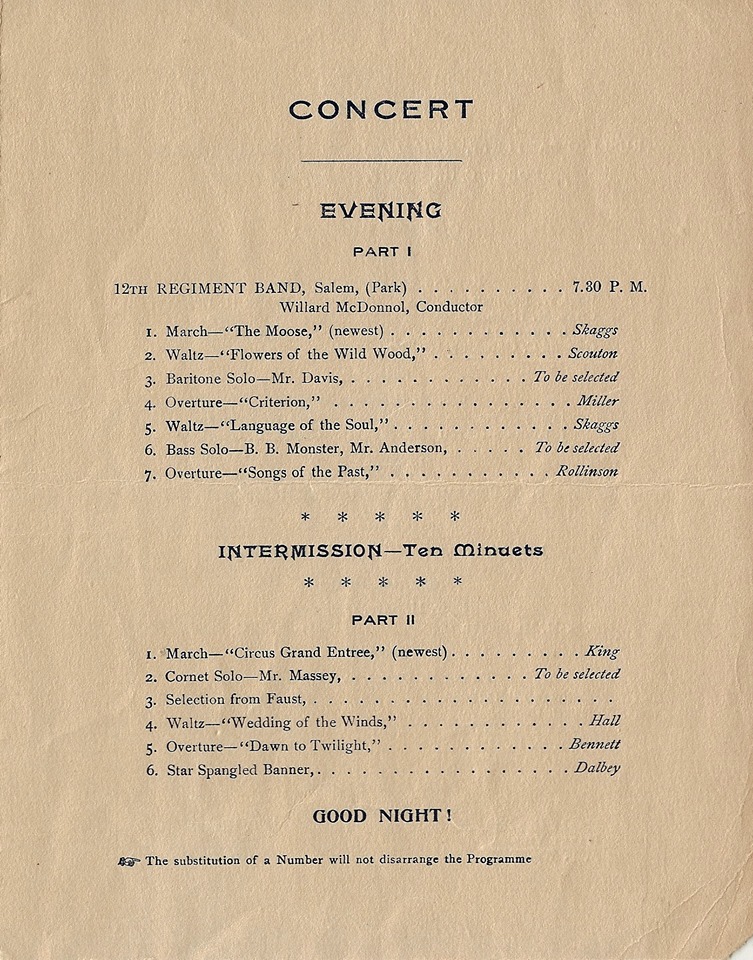 CONCERT
EVENING
PART I
12TH REGIMENT BAND, Salem, (Park) . . . . . . . . . . 7.30 P. M.
Willard McDonnol, Conductor
1. March—"The Moose," (newest) . . . . . . . . . . . . . Skaggs
2. Waltz—"Flowers of the Wild Wood," . . . . . . . . . Scouton
3. Baritone Solo—Mr. Davis, . . . . . . . . . . . . To be selected
4. Overture—"Criterion," . . . . . . . . . . . . . . . . Miller
5. Waltz—"Language of the Soul," . . . . . . . . . . . . Skaggs
6. Bass Solo—B. B. Monster, Mr. Anderson, . . . . . To be selected
7. Overture—"Songs of the Past," . . . . . . . . . . . Rollinson
* * * * *
INTERMISSION—Ten Minuets
* * * * *
PART II
1. March—"Circus Grand Entree," (newest) . . . . . . . . . King
2. Cornet Solo—Mr. Massey, . . . . . . . . . . . . To be selected
3. Selection from Faust, . . . . . . . . . . . . . . . . . . .
4. Waltz—"Wedding of the Winds," . . . . . . . . . . . . Hall
5. Overture—"Dawn to Twilight," . . . . . . . . . . . . Bennett
6. Star Spangled Banner, . . . . . . . . . . . . . . . . . Dalbey
GOOD NIGHT!
☞ The substitution of a Number will not disarrange the Programme